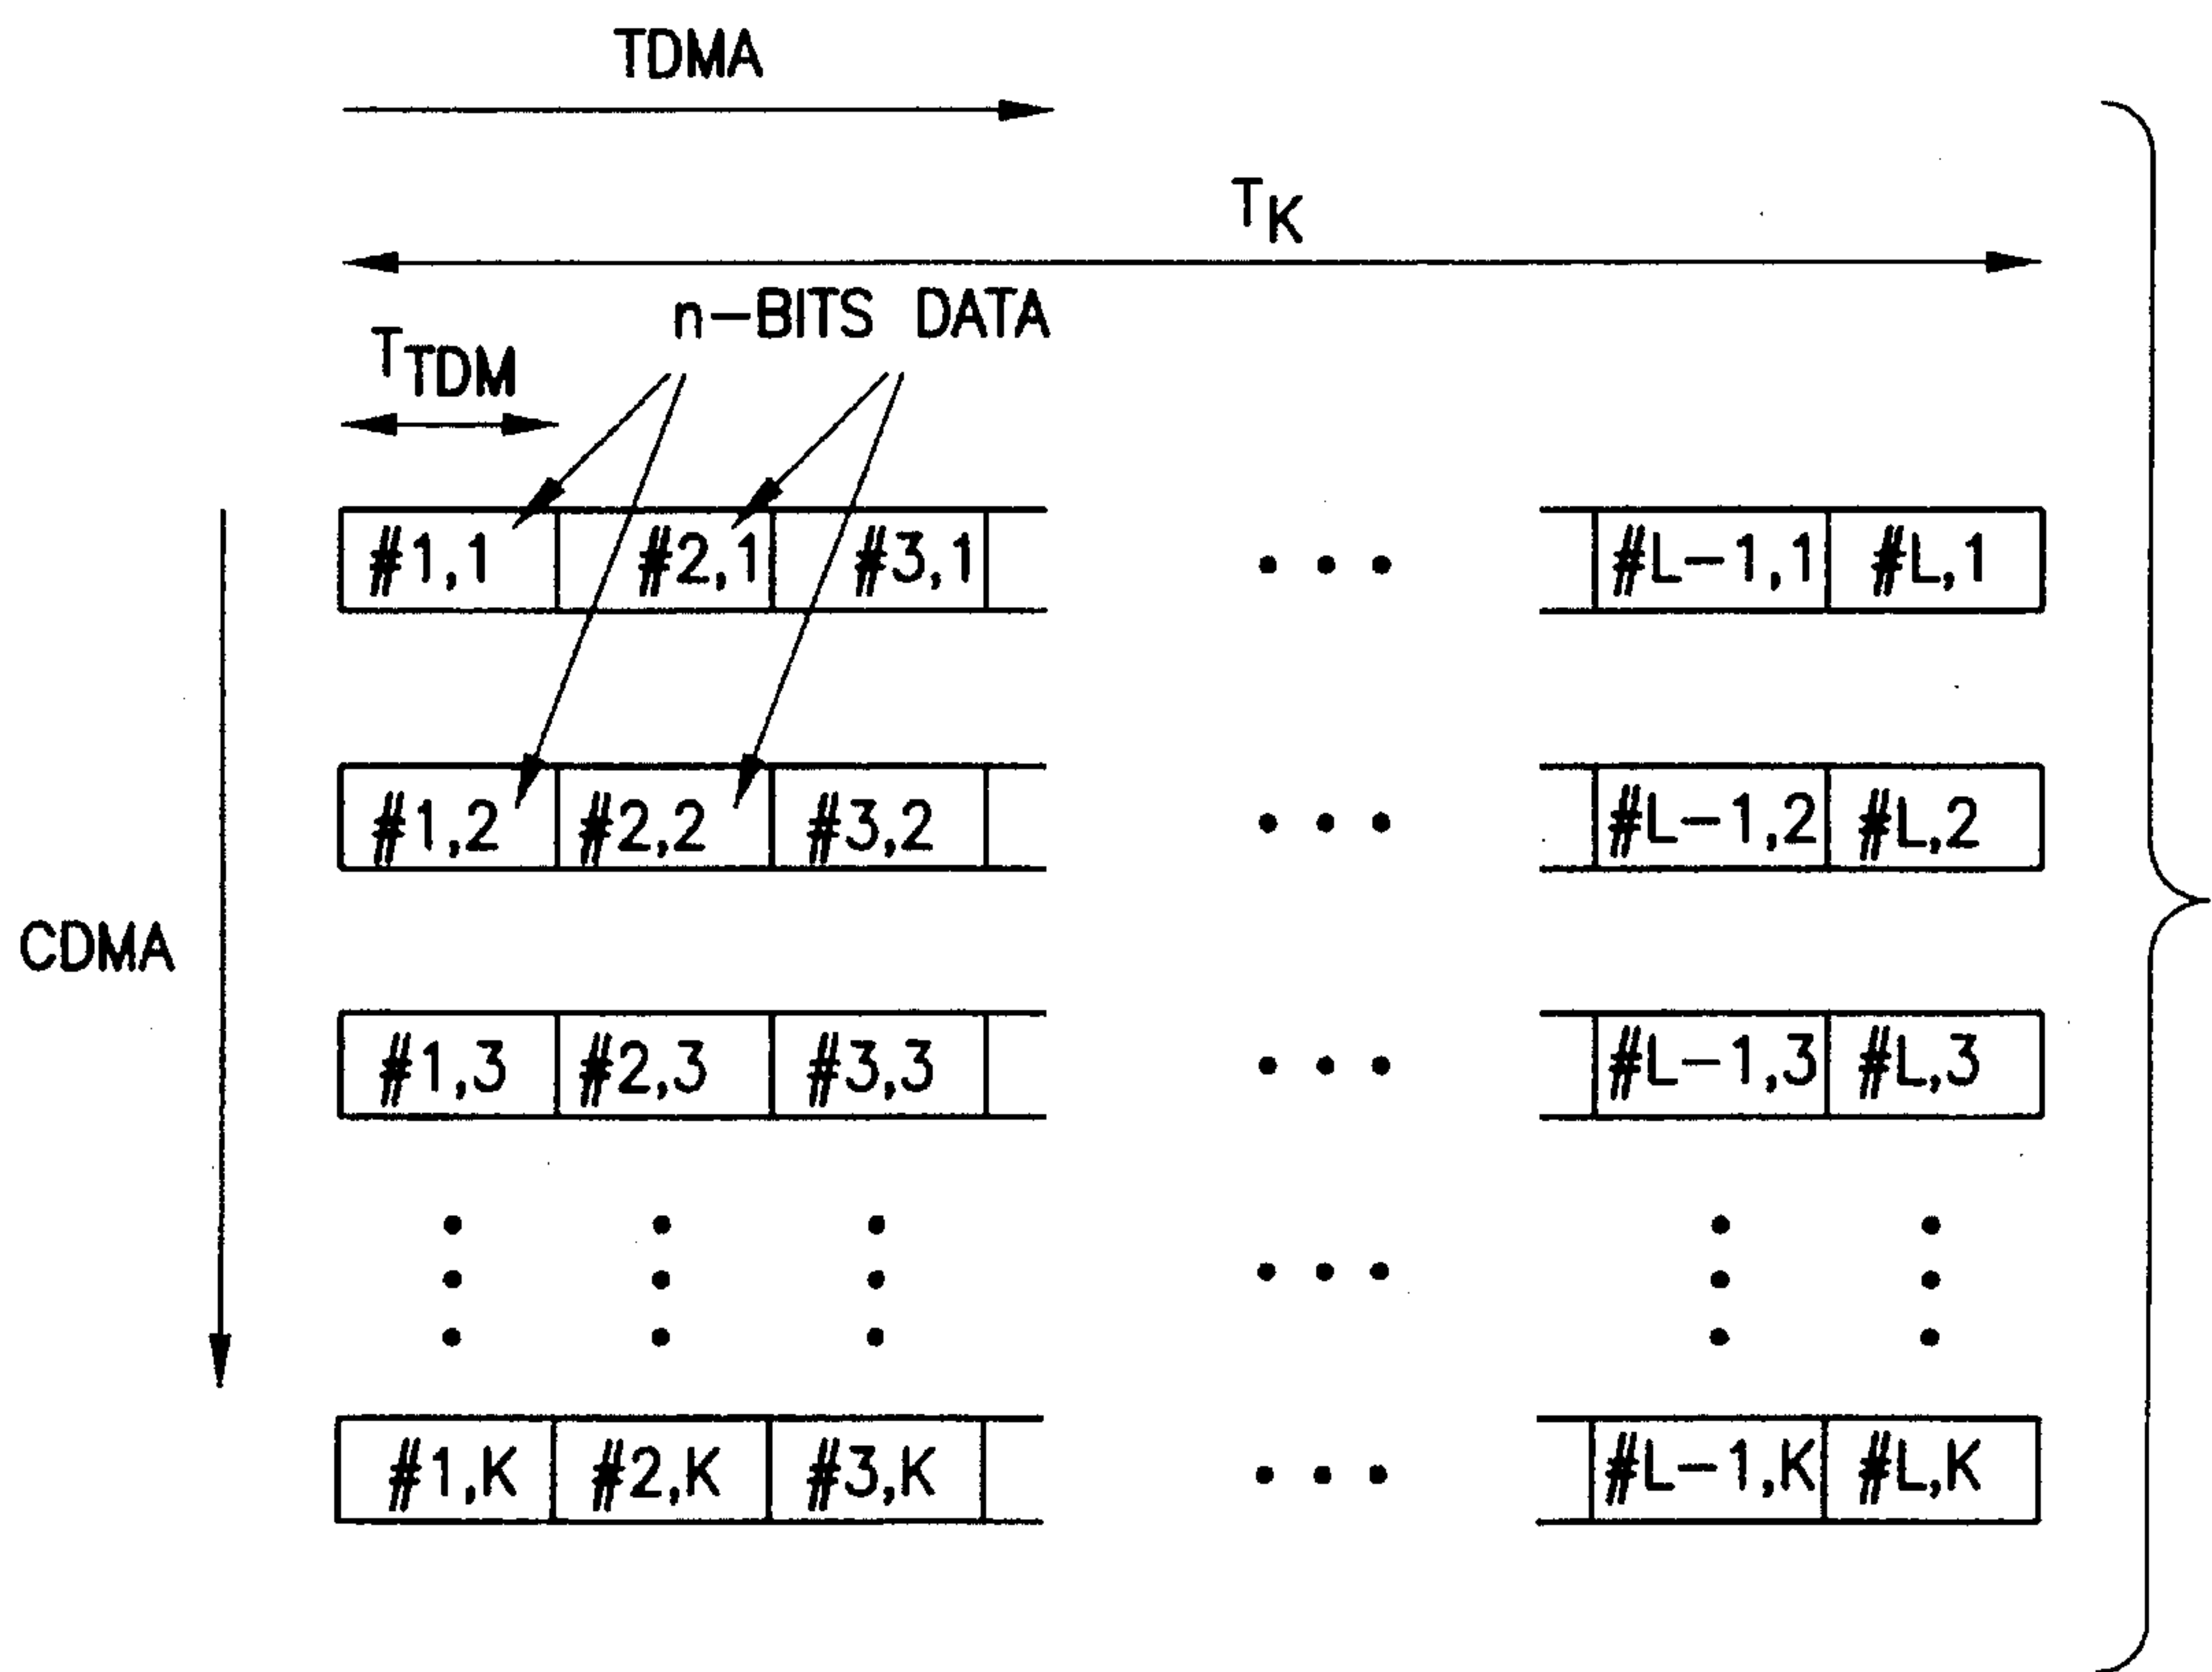 TDMA
TK
n-BITS DATA
TTDM
#1,1 #2,1 #3,1 • • • #L-1,1 #L,1
#1,2 #2,2 #3,2 • • • #L-1,2 #L,2
CDMA
#1,3 #2,3 #3,3 • • • #L-1,3 #L,3
#1,K #2,K #3,K • • • #L-1,K #L,K